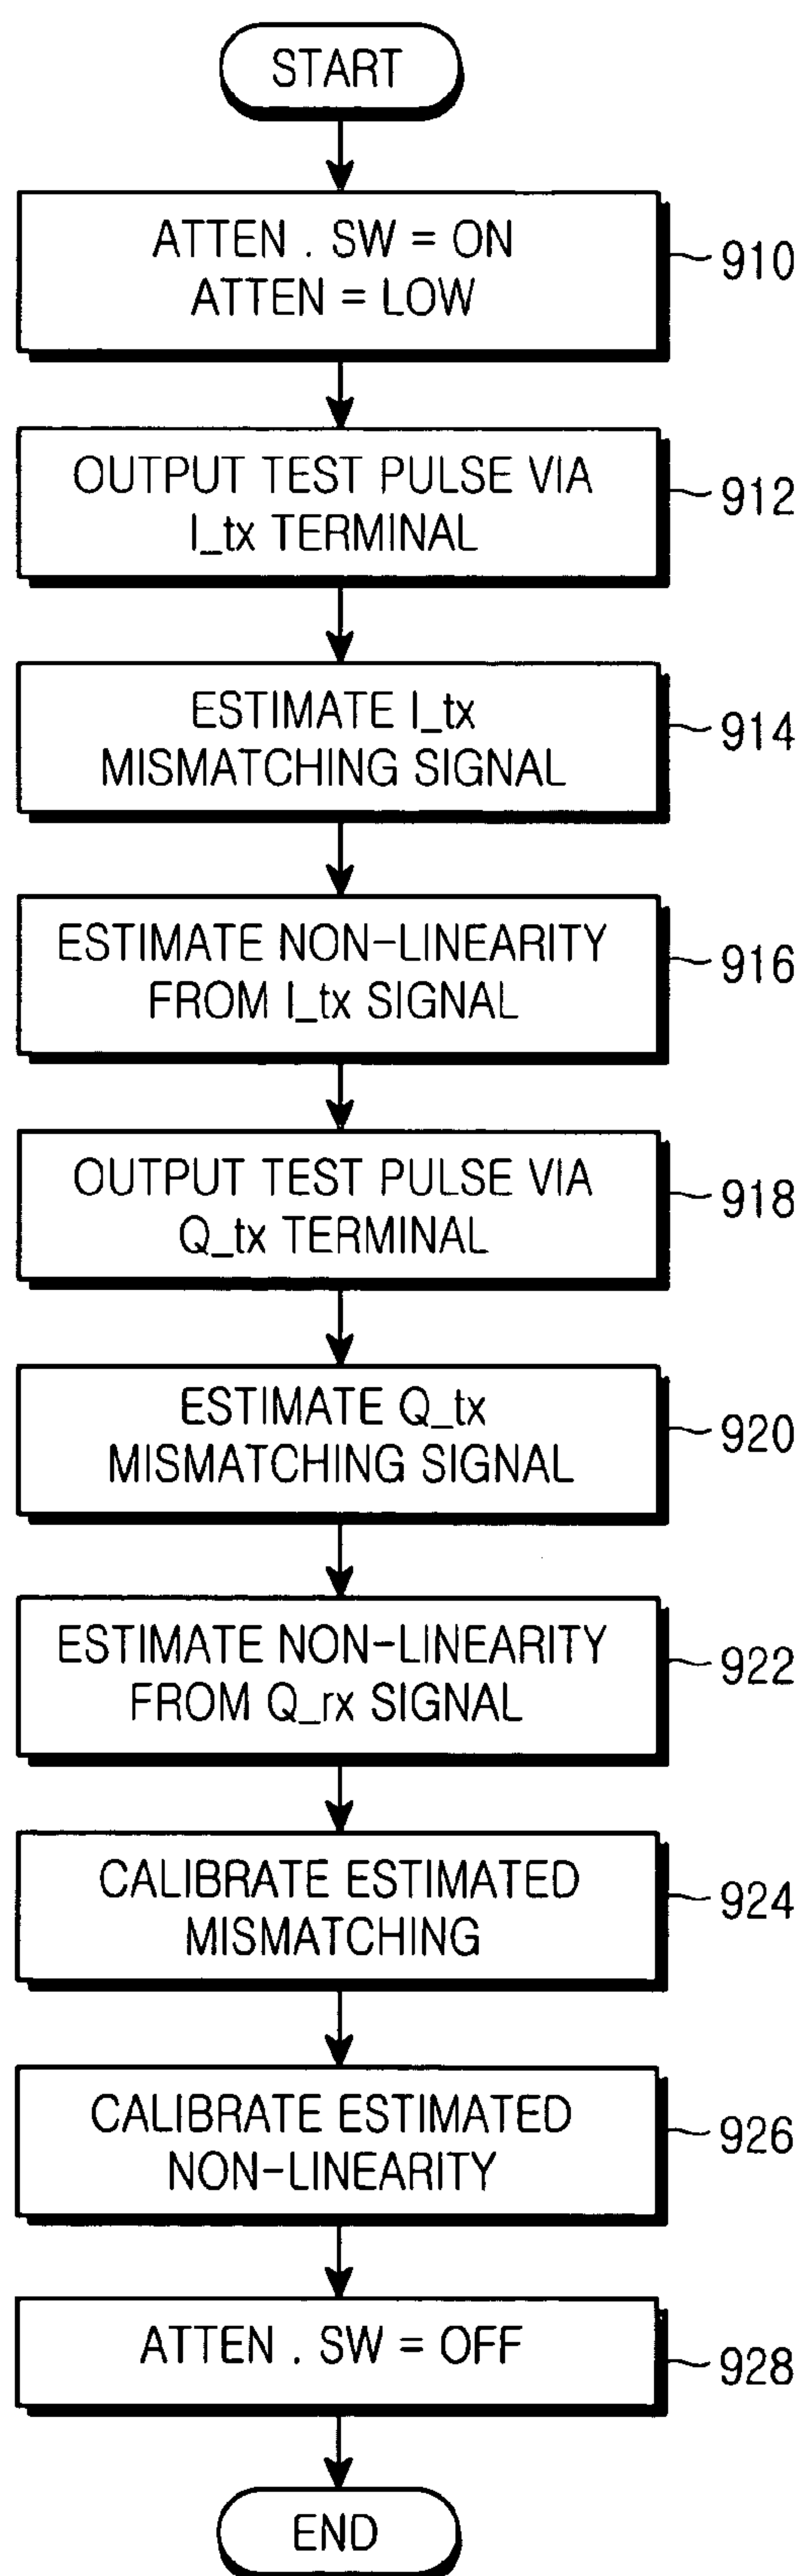 START
ATTEN . SW = ON
ATTEN = LOW
910
OUTPUT TEST PULSE VIA
I_tx TERMINAL
912
ESTIMATE I_tx
MISMATCHING SIGNAL
914
ESTIMATE NON-LINEARITY
FROM I_tx SIGNAL
916
OUTPUT TEST PULSE VIA
Q_tx TERMINAL
918
ESTIMATE Q_tx
MISMATCHING SIGNAL
920
ESTIMATE NON-LINEARITY
FROM Q_rx SIGNAL
922
CALIBRATE ESTIMATED
MISMATCHING
924
CALIBRATE ESTIMATED
NON-LINEARITY
926
ATTEN . SW = OFF
928
END